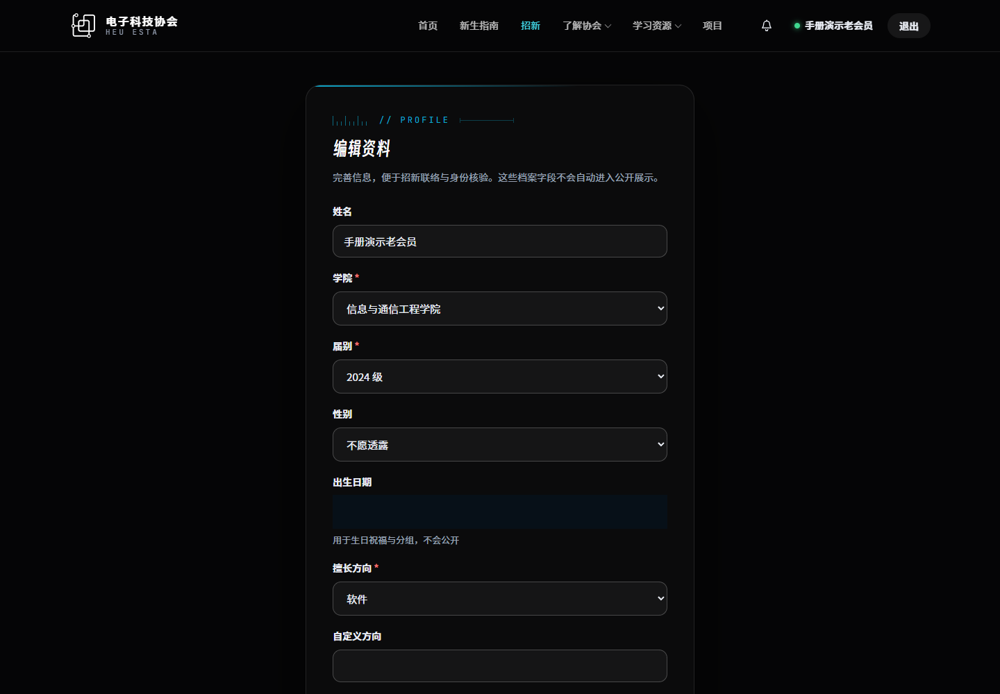 电子科技协会
HEU ESTA
首页
新生指南
招新
了解协会
学习资源
项目
手册演示老会员
退出
// PROFILE
编辑资料
完善信息，便于招新联络与身份核验。这些档案字段不会自动进入公开展示。
姓名
手册演示老会员
学院 *
信息与通信工程学院
届别 *
2024 级
性别
不愿透露
出生日期
用于生日祝福与分组，不会公开
擅长方向 *
软件
自定义方向